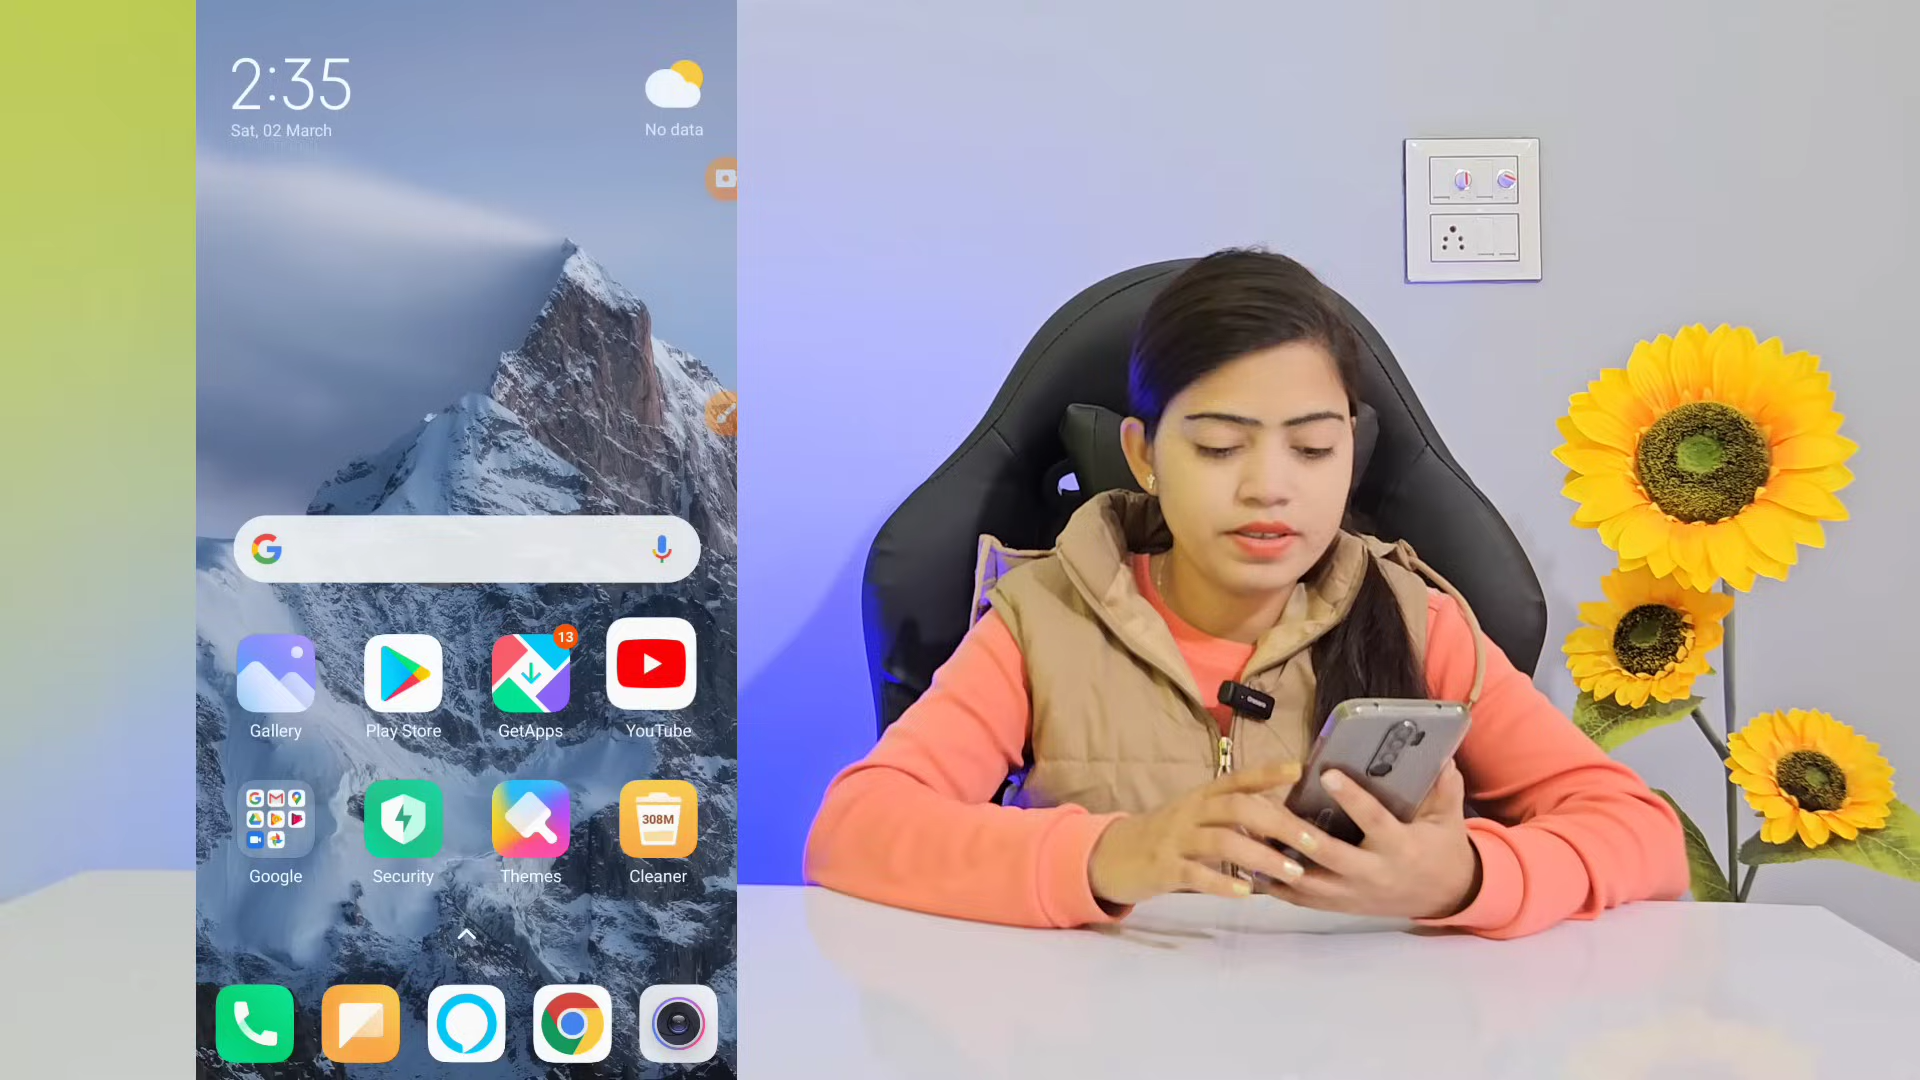 2:35
Sat, 02 March
No data
13
Gallery
Play Store
GetApps
YouTube
308M
Google
Security
Themes
Cleaner